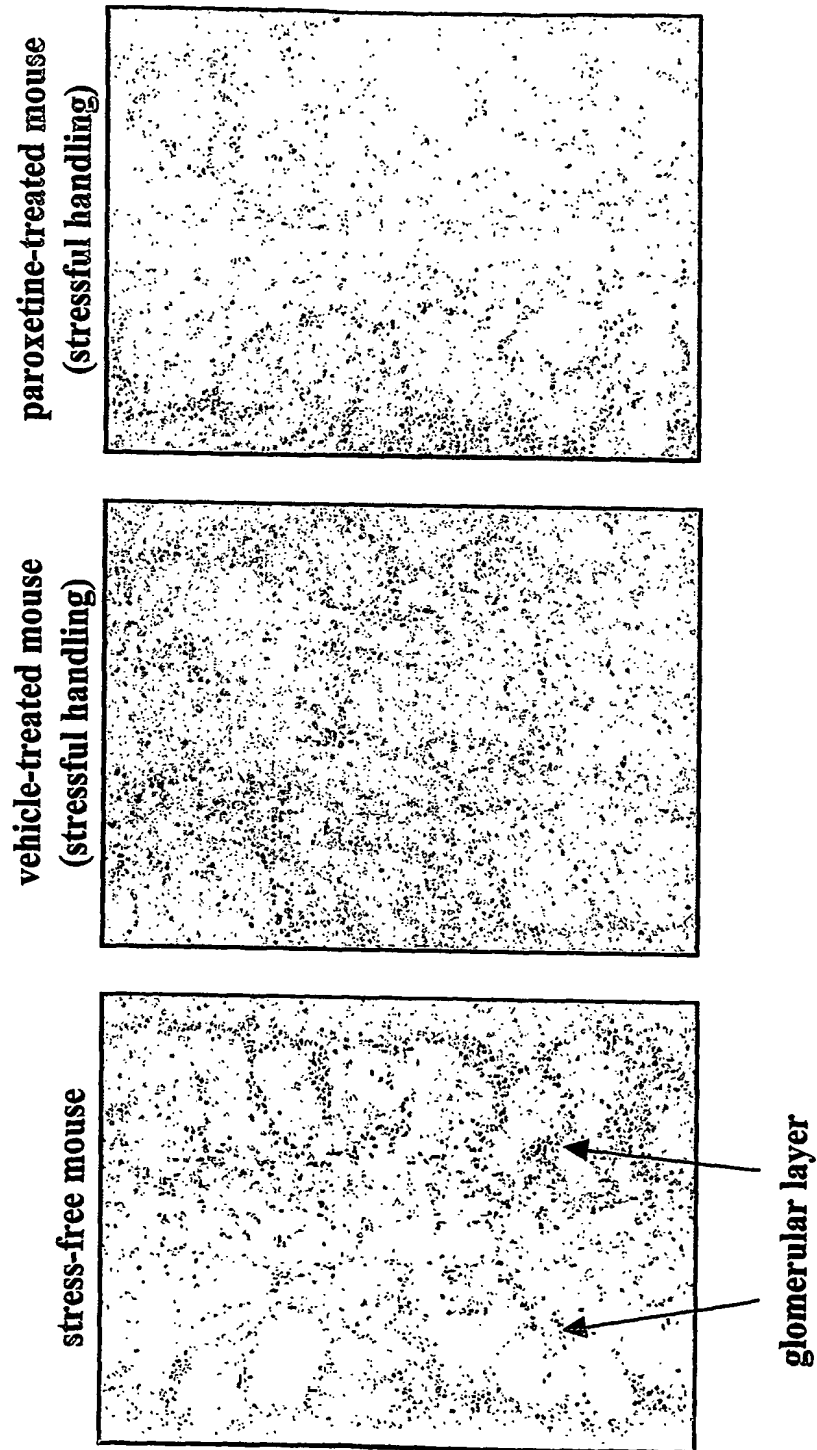 stress-free mouse
vehicle-treated mouse
(stressful handling)
paroxetine-treated mouse
(stressful handling)
glomerular layer